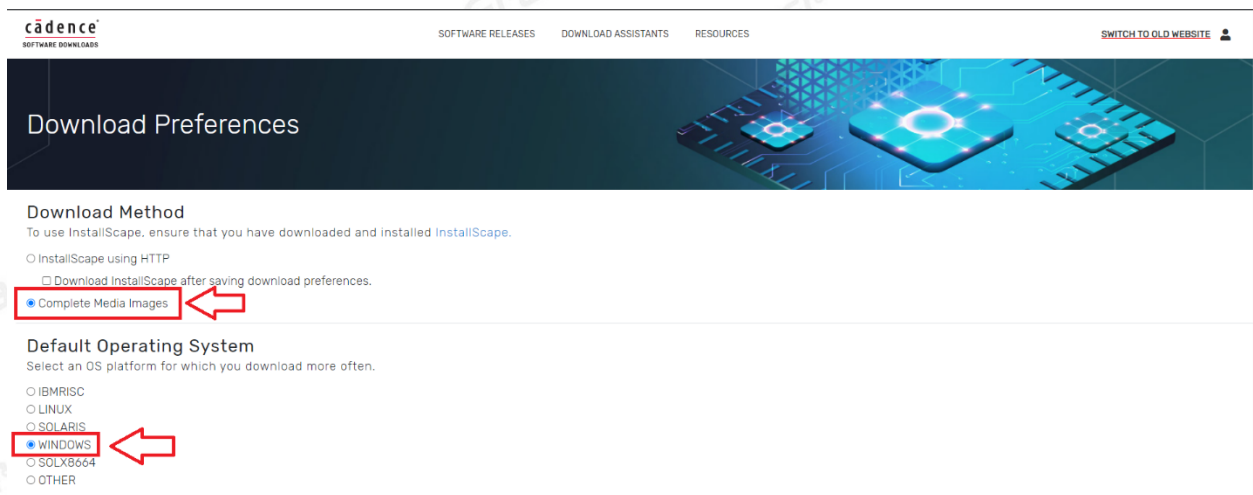 cādence
SOFTWARE DOWNLOADS
SOFTWARE RELEASES DOWNLOAD ASSISTANTS RESOURCES SWITCH TO OLD WEBSITE
Download Preferences
Download Method
To use InstallScape, ensure that you have downloaded and installed InstallScape.
InstallScape using HTTP
Download InstallScape after saving download preferences.
Complete Media Images
Default Operating System
Select an OS platform for which you download more often.
IBMRISC
LINUX
SOLARIS
WINDOWS
SOLX8664
OTHER